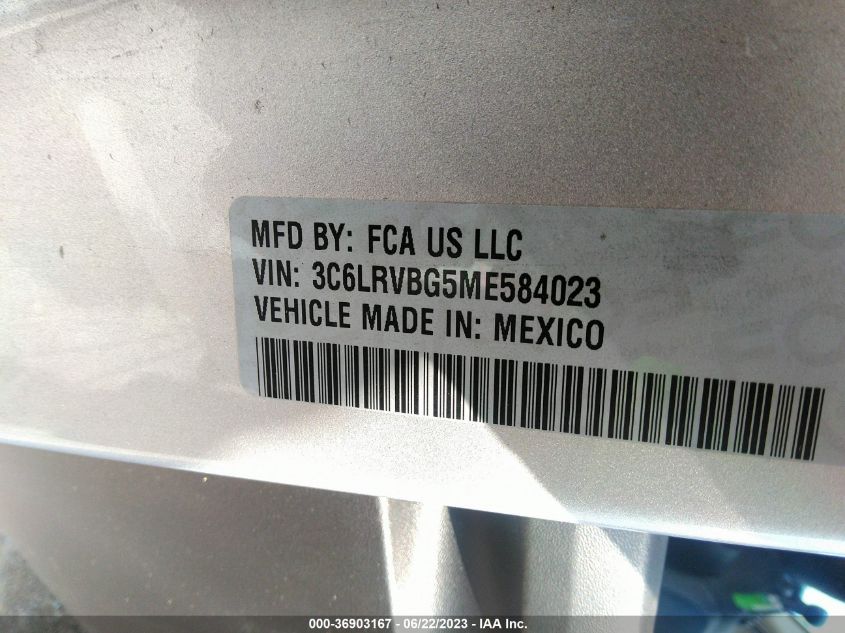 MFD BY: FCA US LLC
VIN: 3C6LRVBG5ME584023
VEHICLE MADE IN: MEXICO
000-36903167 - 06/22/2023 - IAA Inc.